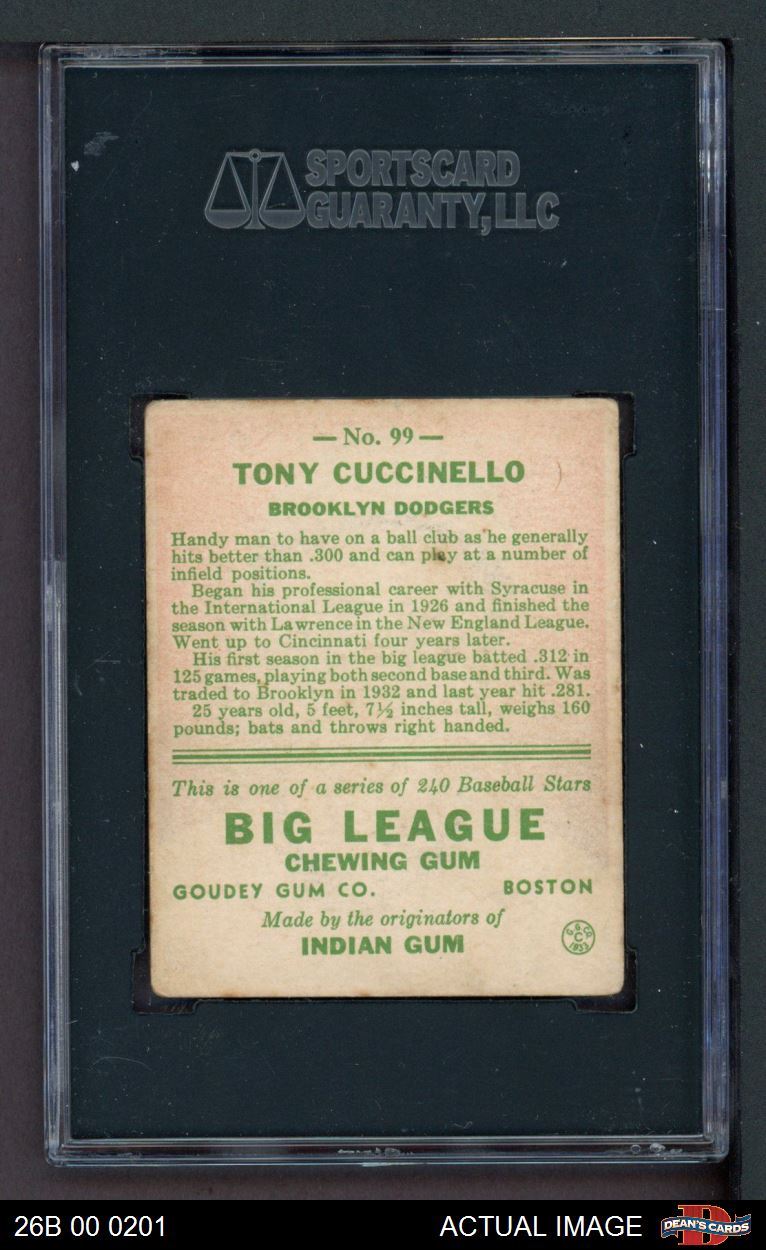 SPORTSCARD
GUARANTY, LLC
— No. 99 —
TONY CUCCINELLO
BROOKLYN DODGERS
Handy man to have on a ball club as he generally
hits better than .300 and can play at a number of
infield positions.
Began his professional career with Syracuse in
the International League in 1926 and finished the
season with Lawrence in the New England League.
Went up to Cincinnati four years later.
His first season in the big league batted .312 in
125 games, playing both second base and third. Was
traded to Brooklyn in 1932 and last year hit .281.
25 years old, 5 feet, 7½ inches tall, weighs 160
pounds; bats and throws right handed.
This is one of a series of 240 Baseball Stars
BIG LEAGUE
CHEWING GUM
GOUDEY GUM CO. BOSTON
Made by the originators of
INDIAN GUM
G. G. CO.
C
1933
26B 00 0201 ACTUAL IMAGE D DEAN'S CARDS